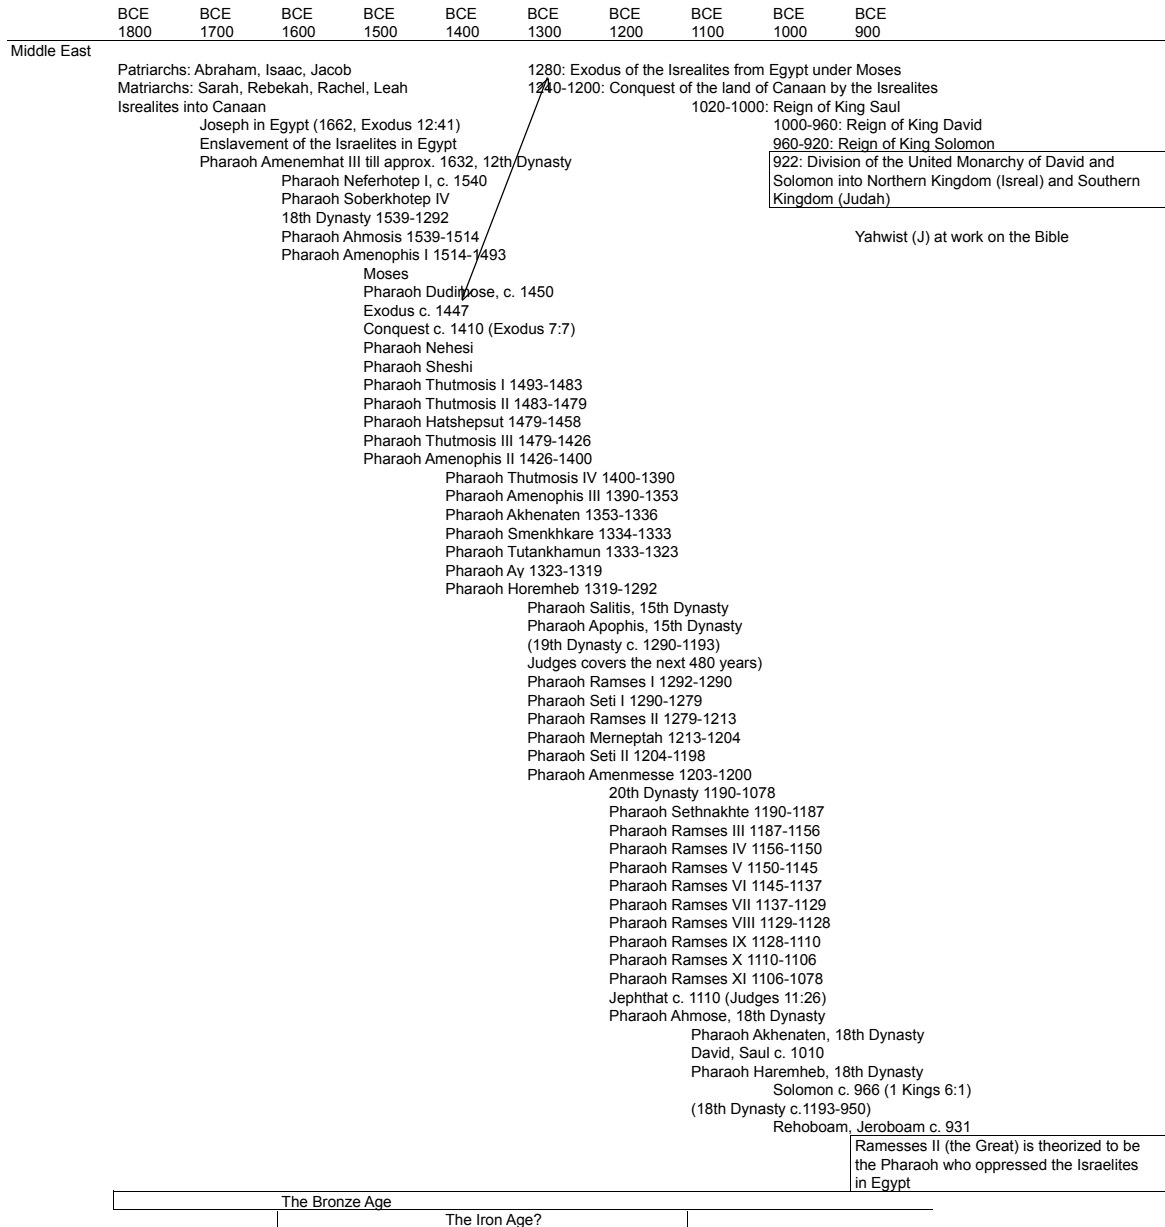 BCE BCE BCE BCE BCE BCE BCE BCE BCE BCE
1800 1700 1600 1500 1400 1300 1200 1100 1000 900
Middle East
Patriarchs: Abraham, Isaac, Jacob 1280: Exodus of the Isrealites from Egypt under Moses
Matriarchs: Sarah, Rebekah, Rachel, Leah 1240-1200: Conquest of the land of Canaan by the Isrealites
Isrealites into Canaan 1020-1000: Reign of King Saul
Joseph in Egypt (1662, Exodus 12:41) 1000-960: Reign of King David
Enslavement of the Israelites in Egypt 960-920: Reign of King Solomon
Pharaoh Amenemhat III till approx. 1632, 12th Dynasty 922: Division of the United Monarchy of David and
Pharaoh Neferhotep I, c. 1540 Solomon into Northern Kingdom (Isreal) and Southern
Pharaoh Soberkhotep IV Kingdom (Judah)
18th Dynasty 1539-1292
Pharaoh Ahmosis 1539-1514 Yahwist (J) at work on the Bible
Pharaoh Amenophis I 1514-1493
Moses
Pharaoh Dudimose, c. 1450
Exodus c. 1447
Conquest c. 1410 (Exodus 7:7)
Pharaoh Nehesi
Pharaoh Sheshi
Pharaoh Thutmosis I 1493-1483
Pharaoh Thutmosis II 1483-1479
Pharaoh Hatshepsut 1479-1458
Pharaoh Thutmosis III 1479-1426
Pharaoh Amenophis II 1426-1400
Pharaoh Thutmosis IV 1400-1390
Pharaoh Amenophis III 1390-1353
Pharaoh Akhenaten 1353-1336
Pharaoh Smenkhkare 1334-1333
Pharaoh Tutankhamun 1333-1323
Pharaoh Ay 1323-1319
Pharaoh Horemheb 1319-1292
Pharaoh Salitis, 15th Dynasty
Pharaoh Apophis, 15th Dynasty
(19th Dynasty c. 1290-1193)
Judges covers the next 480 years)
Pharaoh Ramses I 1292-1290
Pharaoh Seti I 1290-1279
Pharaoh Ramses II 1279-1213
Pharaoh Merneptah 1213-1204
Pharaoh Seti II 1204-1198
Pharaoh Amenmesse 1203-1200
20th Dynasty 1190-1078
Pharaoh Sethnakhte 1190-1187
Pharaoh Ramses III 1187-1156
Pharaoh Ramses IV 1156-1150
Pharaoh Ramses V 1150-1145
Pharaoh Ramses VI 1145-1137
Pharaoh Ramses VII 1137-1129
Pharaoh Ramses VIII 1129-1128
Pharaoh Ramses IX 1128-1110
Pharaoh Ramses X 1110-1106
Pharaoh Ramses XI 1106-1078
Jephthat c. 1110 (Judges 11:26)
Pharaoh Ahmose, 18th Dynasty
Pharaoh Akhenaten, 18th Dynasty
David, Saul c. 1010
Pharaoh Haremheb, 18th Dynasty
Solomon c. 966 (1 Kings 6:1)
(18th Dynasty c.1193-950)
Rehoboam, Jeroboam c. 931
Ramesses II (the Great) is theorized to be
the Pharaoh who oppressed the Israelites
in Egypt
The Bronze Age
The Iron Age?